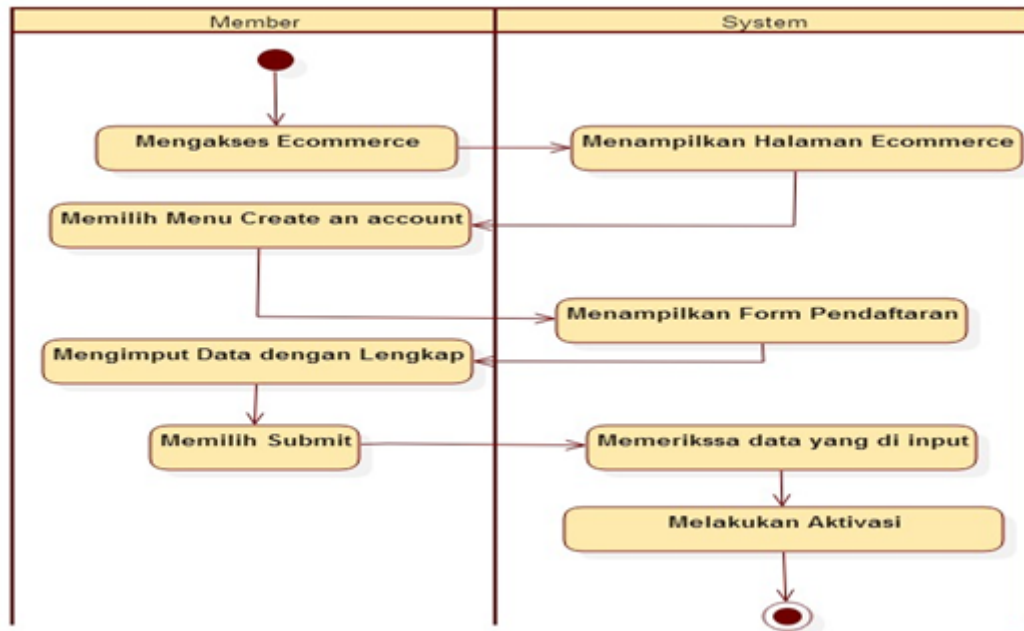 Member
System
Mengakses Ecommerce
Menampilkan Halaman Ecommerce
Memilih Menu Create an account
Menampilkan Form Pendaftaran
Mengimput Data dengan Lengkap
Memilih Submit
Memerikssa data yang di input
Melakukan Aktivasi